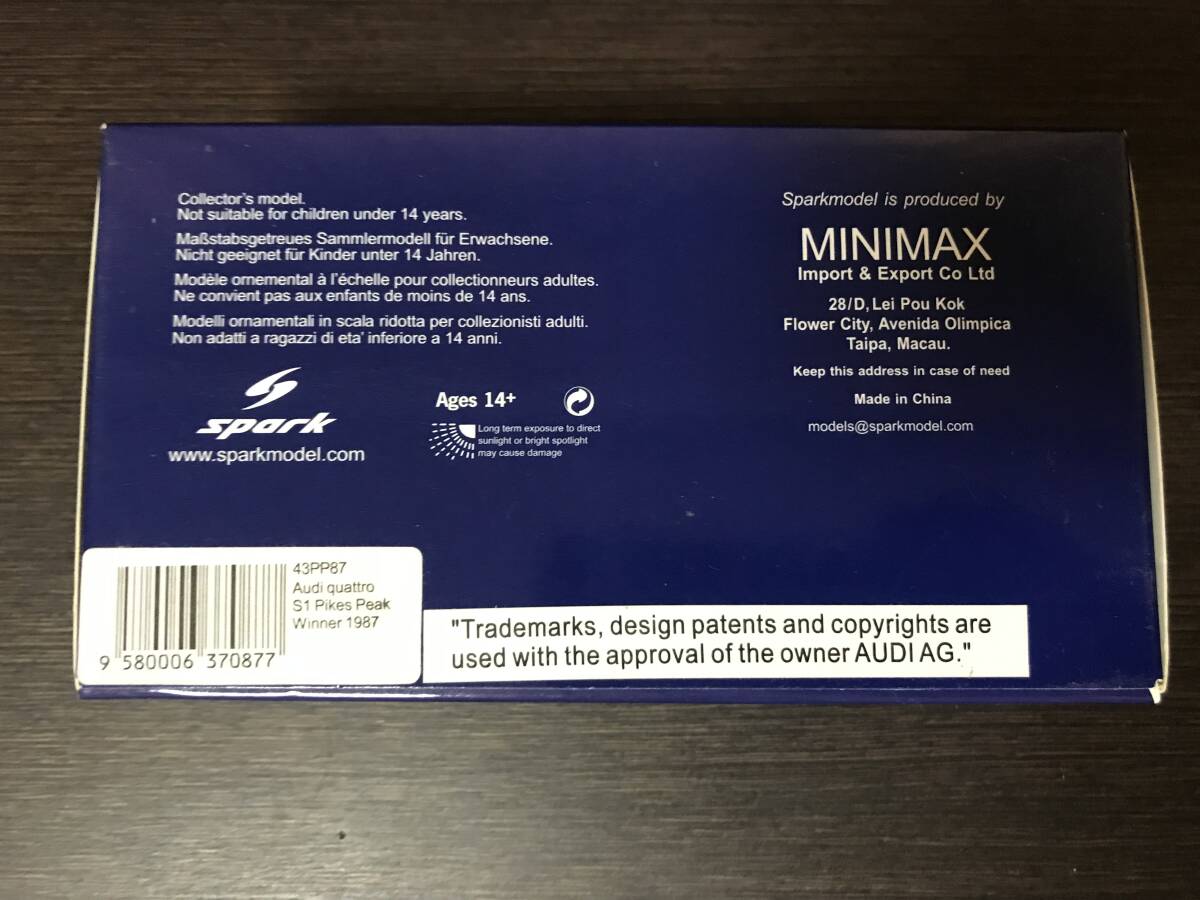 Collector's model.
Not suitable for children under 14 years.
Maßstabsgetreues Sammlermodell für Erwachsene.
Nicht geeignet für Kinder unter 14 Jahren.
Modèle ornemental à l'échelle pour collectionneurs adultes.
Ne convient pas aux enfants de moins de 14 ans.
Modelli ornamentali in scala ridotta per collezionisti adulti.
Non adatti a ragazzi di eta' inferiore a 14 anni.
spark
www.sparkmodel.com
Ages 14+
Long term exposure to direct
sunlight or bright spotlight
may cause damage
Sparkmodel is produced by
MINIMAX
Import & Export Co Ltd
28/D, Lei Pou Kok
Flower City, Avenida Olimpica
Taipa, Macau.
Keep this address in case of need
Made in China
models@sparkmodel.com
43PP87
Audi quattro
S1 Pikes Peak
Winner 1987
9 580006 370877
"Trademarks, design patents and copyrights are
used with the approval of the owner AUDI AG."